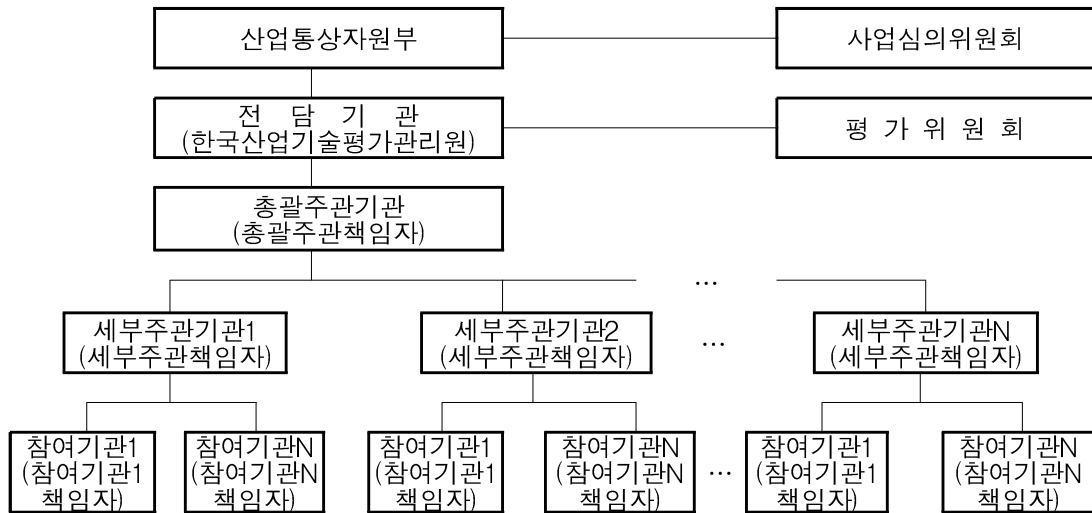 산업통상자원부
사업심의위원회
전 담 기 관
(한국산업기술평가관리원)
평 가 위 원 회
총괄주관기관
(총괄주관책임자)
...
세부주관기관1
(세부주관책임자)
세부주관기관2
(세부주관책임자)
...
세부주관기관N
(세부주관책임자)
참여기관1
(참여기관1
책임자)
참여기관N
(참여기관N
책임자)
참여기관1
(참여기관1
책임자)
참여기관N
(참여기관N
책임자)
...
참여기관1
(참여기관1
책임자)
참여기관N
(참여기관N
책임자)